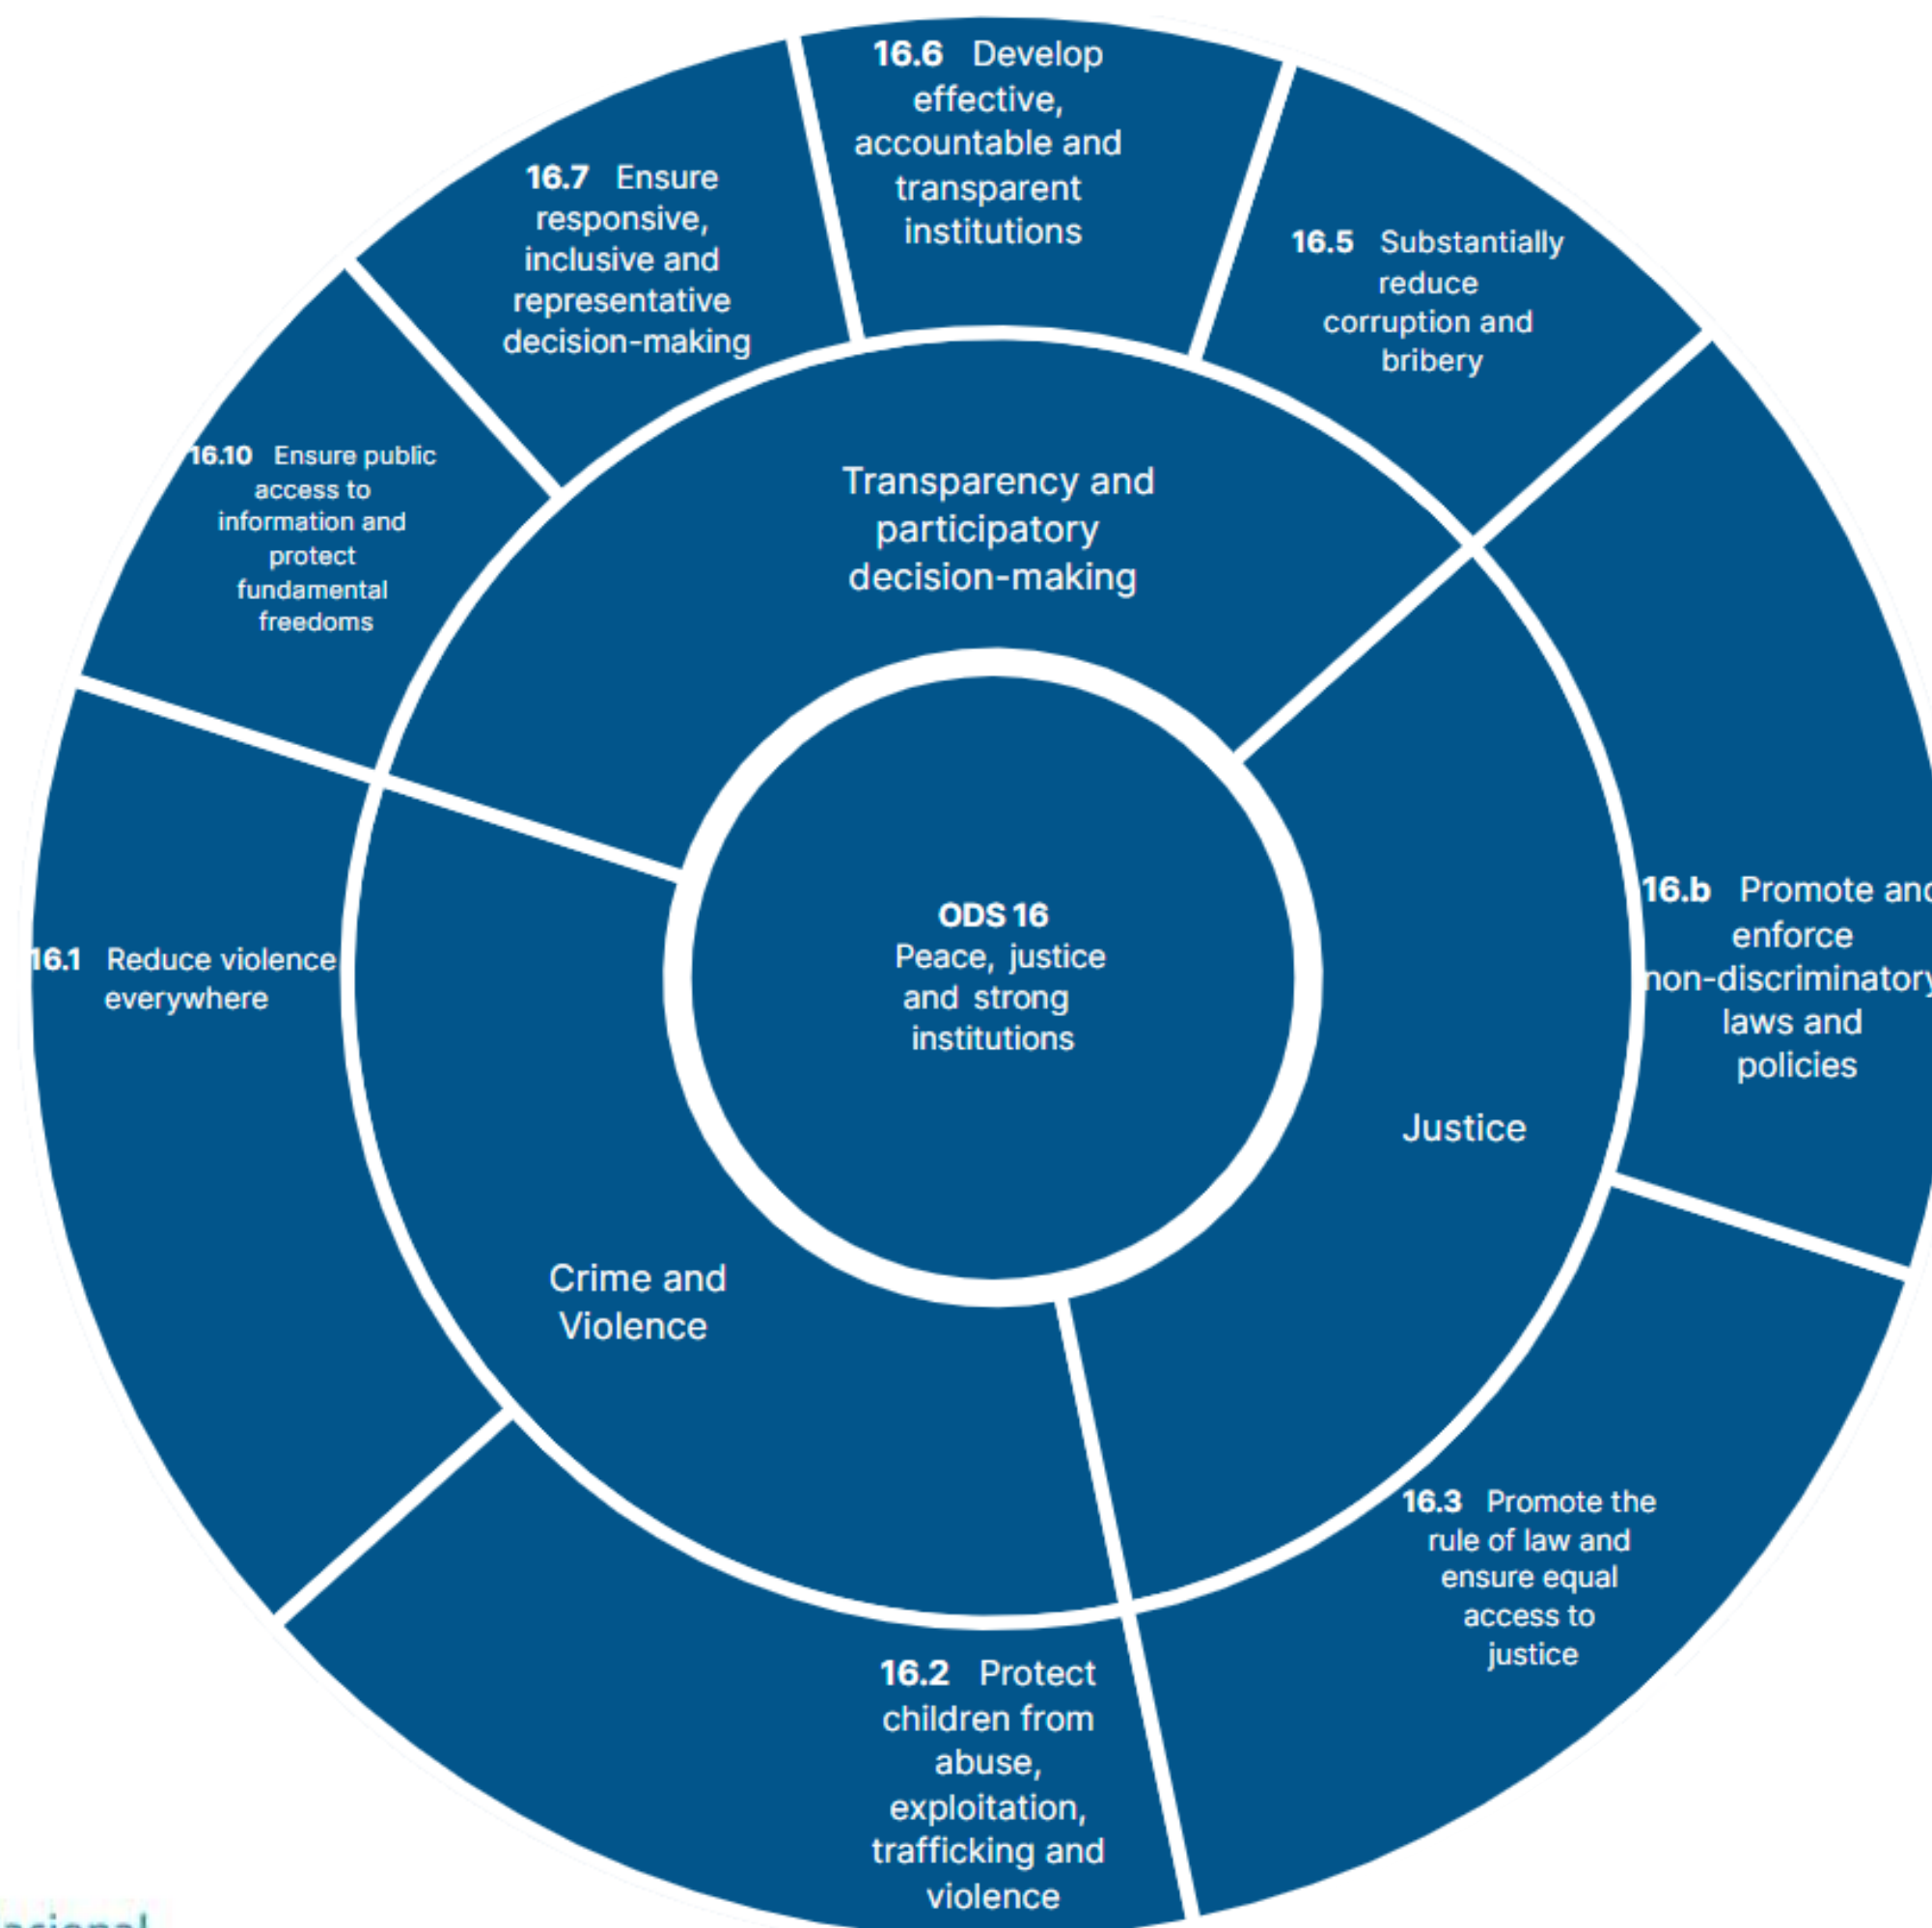 16.6 Develop
effective,
accountable and
transparent
institutions
16.7 Ensure
responsive,
inclusive and
representative
decision-making
16.5 Substantially
reduce
corruption and
bribery
16.10 Ensure public
access to
information and
protect
fundamental
freedoms
Transparency and
participatory
decision-making
16.1 Reduce violence
everywhere
ODS 16
Peace, justice
and strong
institutions
16.b Promote and
enforce
non-discriminatory
laws and
policies
Justice
Crime and
Violence
16.3 Promote the
rule of law and
ensure equal
access to
justice
16.2 Protect
children from
abuse,
exploitation,
trafficking and
violence